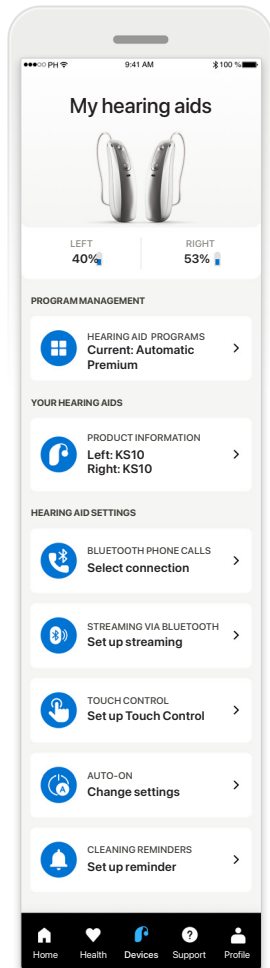 PH 9:41 AM 100 %
My hearing aids
LEFT RIGHT
40% 53%
PROGRAM MANAGEMENT
HEARING AID PROGRAMS
Current: Automatic
Premium
YOUR HEARING AIDS
PRODUCT INFORMATION
Left: KS10
Right: KS10
HEARING AID SETTINGS
BLUETOOTH PHONE CALLS
Select connection
STREAMING VIA BLUETOOTH
Set up streaming
TOUCH CONTROL
Set up Touch Control
AUTO-ON
A
Change settings
CLEANING REMINDERS
Set up reminder
?
Home Health Devices Support Profile